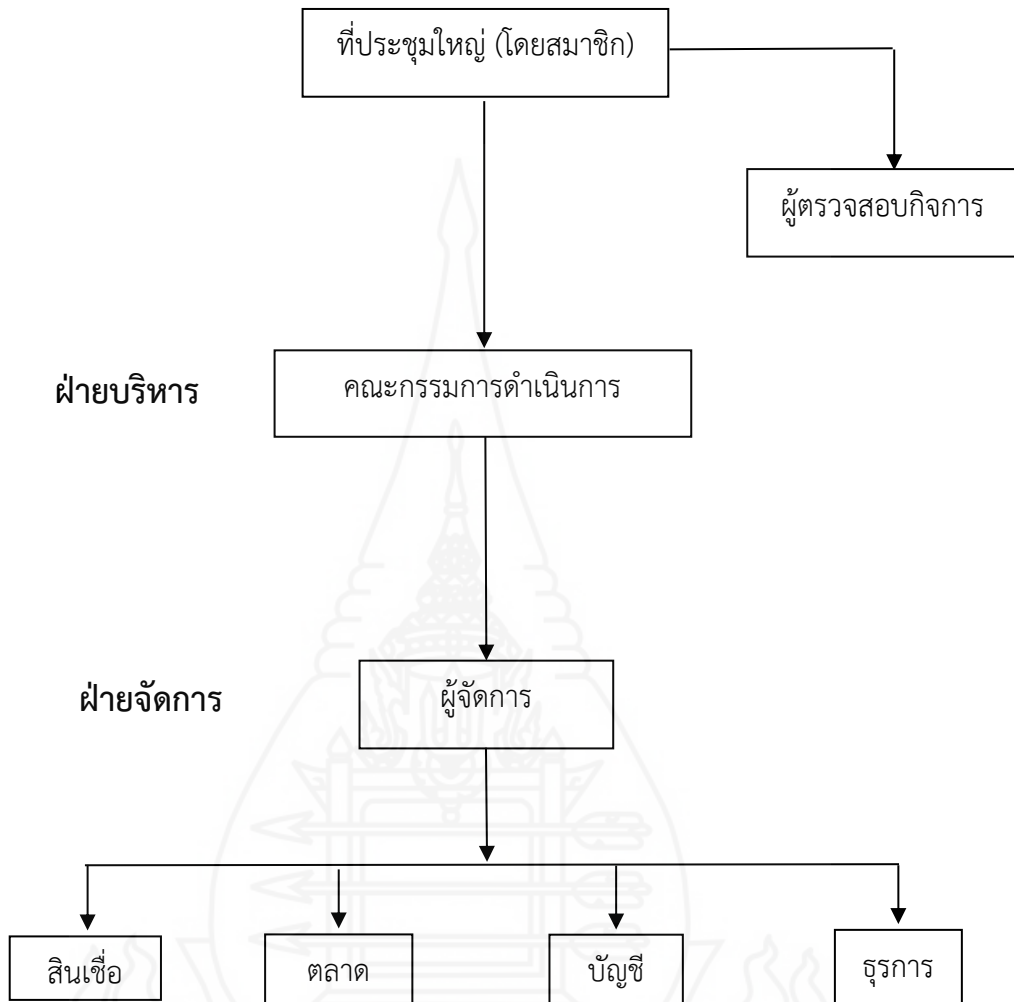 ที่ประชุมใหญ่ (โดยสมาชิก)
ผู้ตรวจสอบกิจการ
ฝ่ายบริหาร
คณะกรรมการดำเนินการ
ฝ่ายจัดการ
ผู้จัดการ
สินเชื่อ
ตลาด
บัญชี
ธุรการ